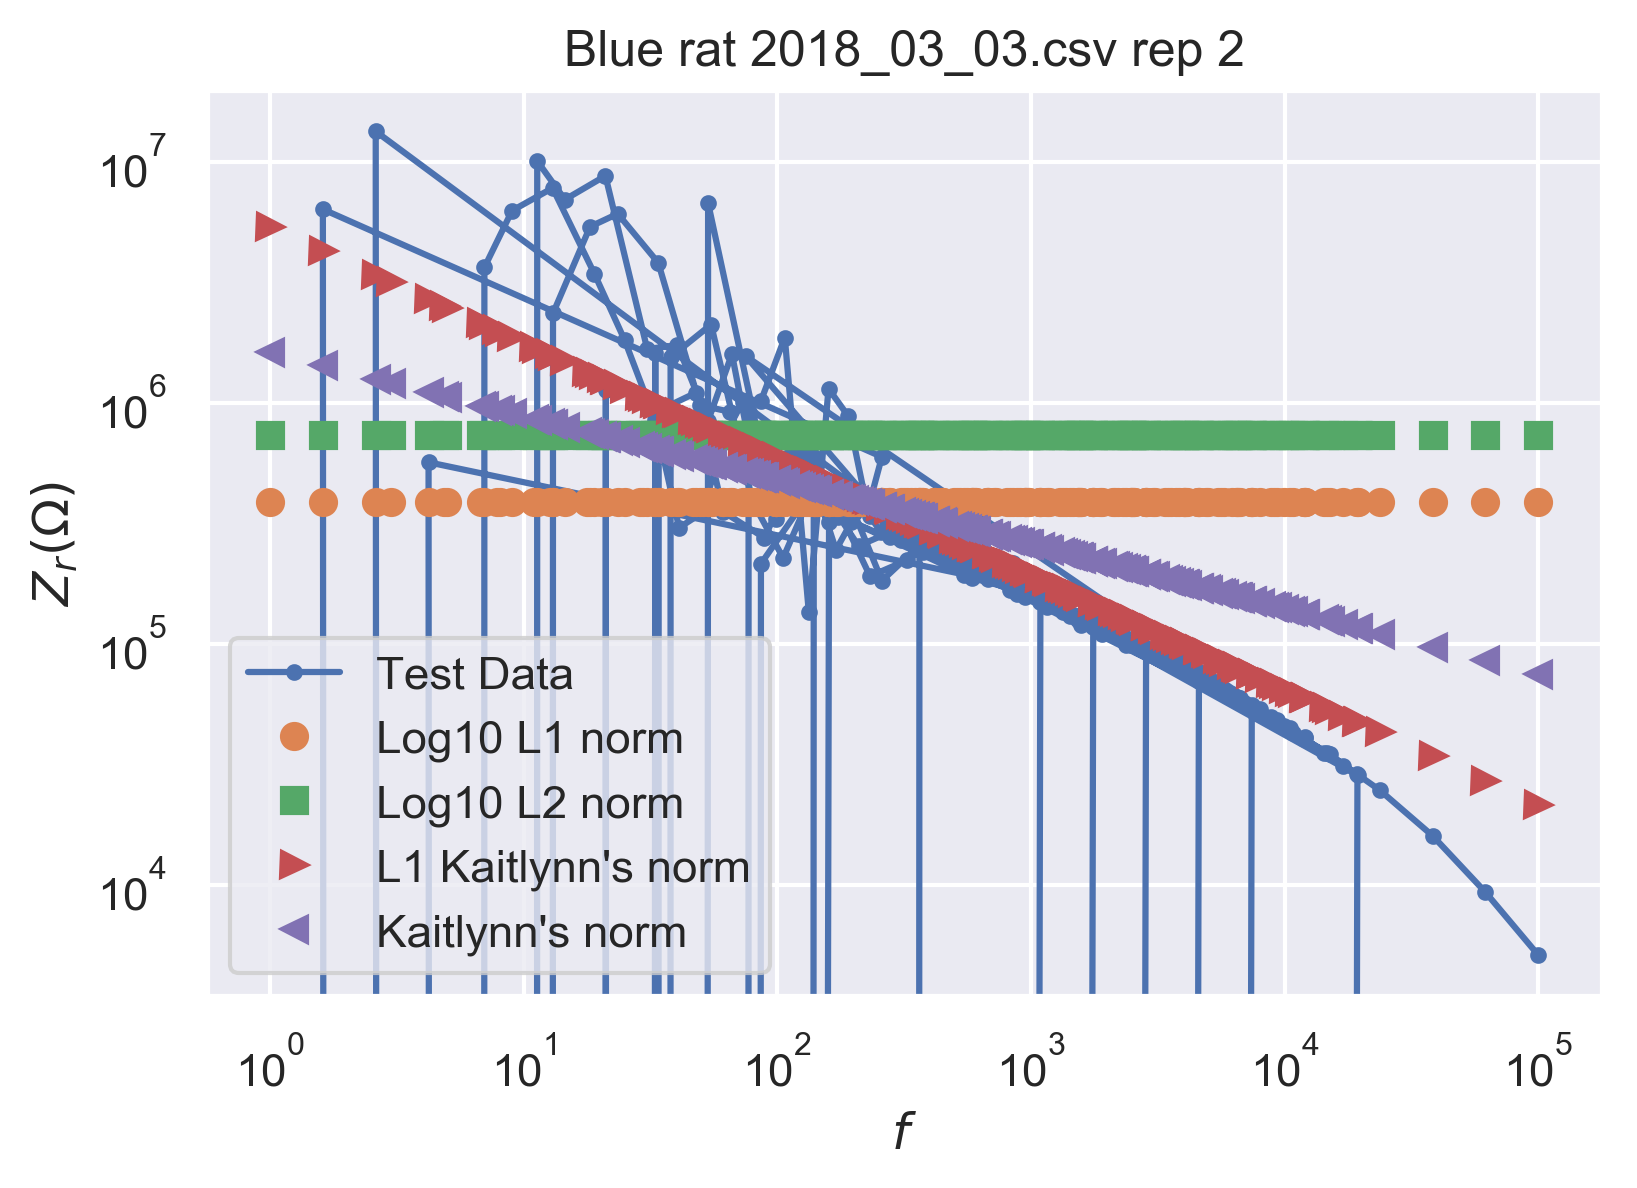 Blue rat 2018_03_03.csv rep 2
10^7
10^6
10^5
10^4
Z_r(Ω)
Test Data
Log10 L1 norm
Log10 L2 norm
L1 Kaitlynn's norm
Kaitlynn's norm
10^0 10^1 10^2 10^3 10^4 10^5
f